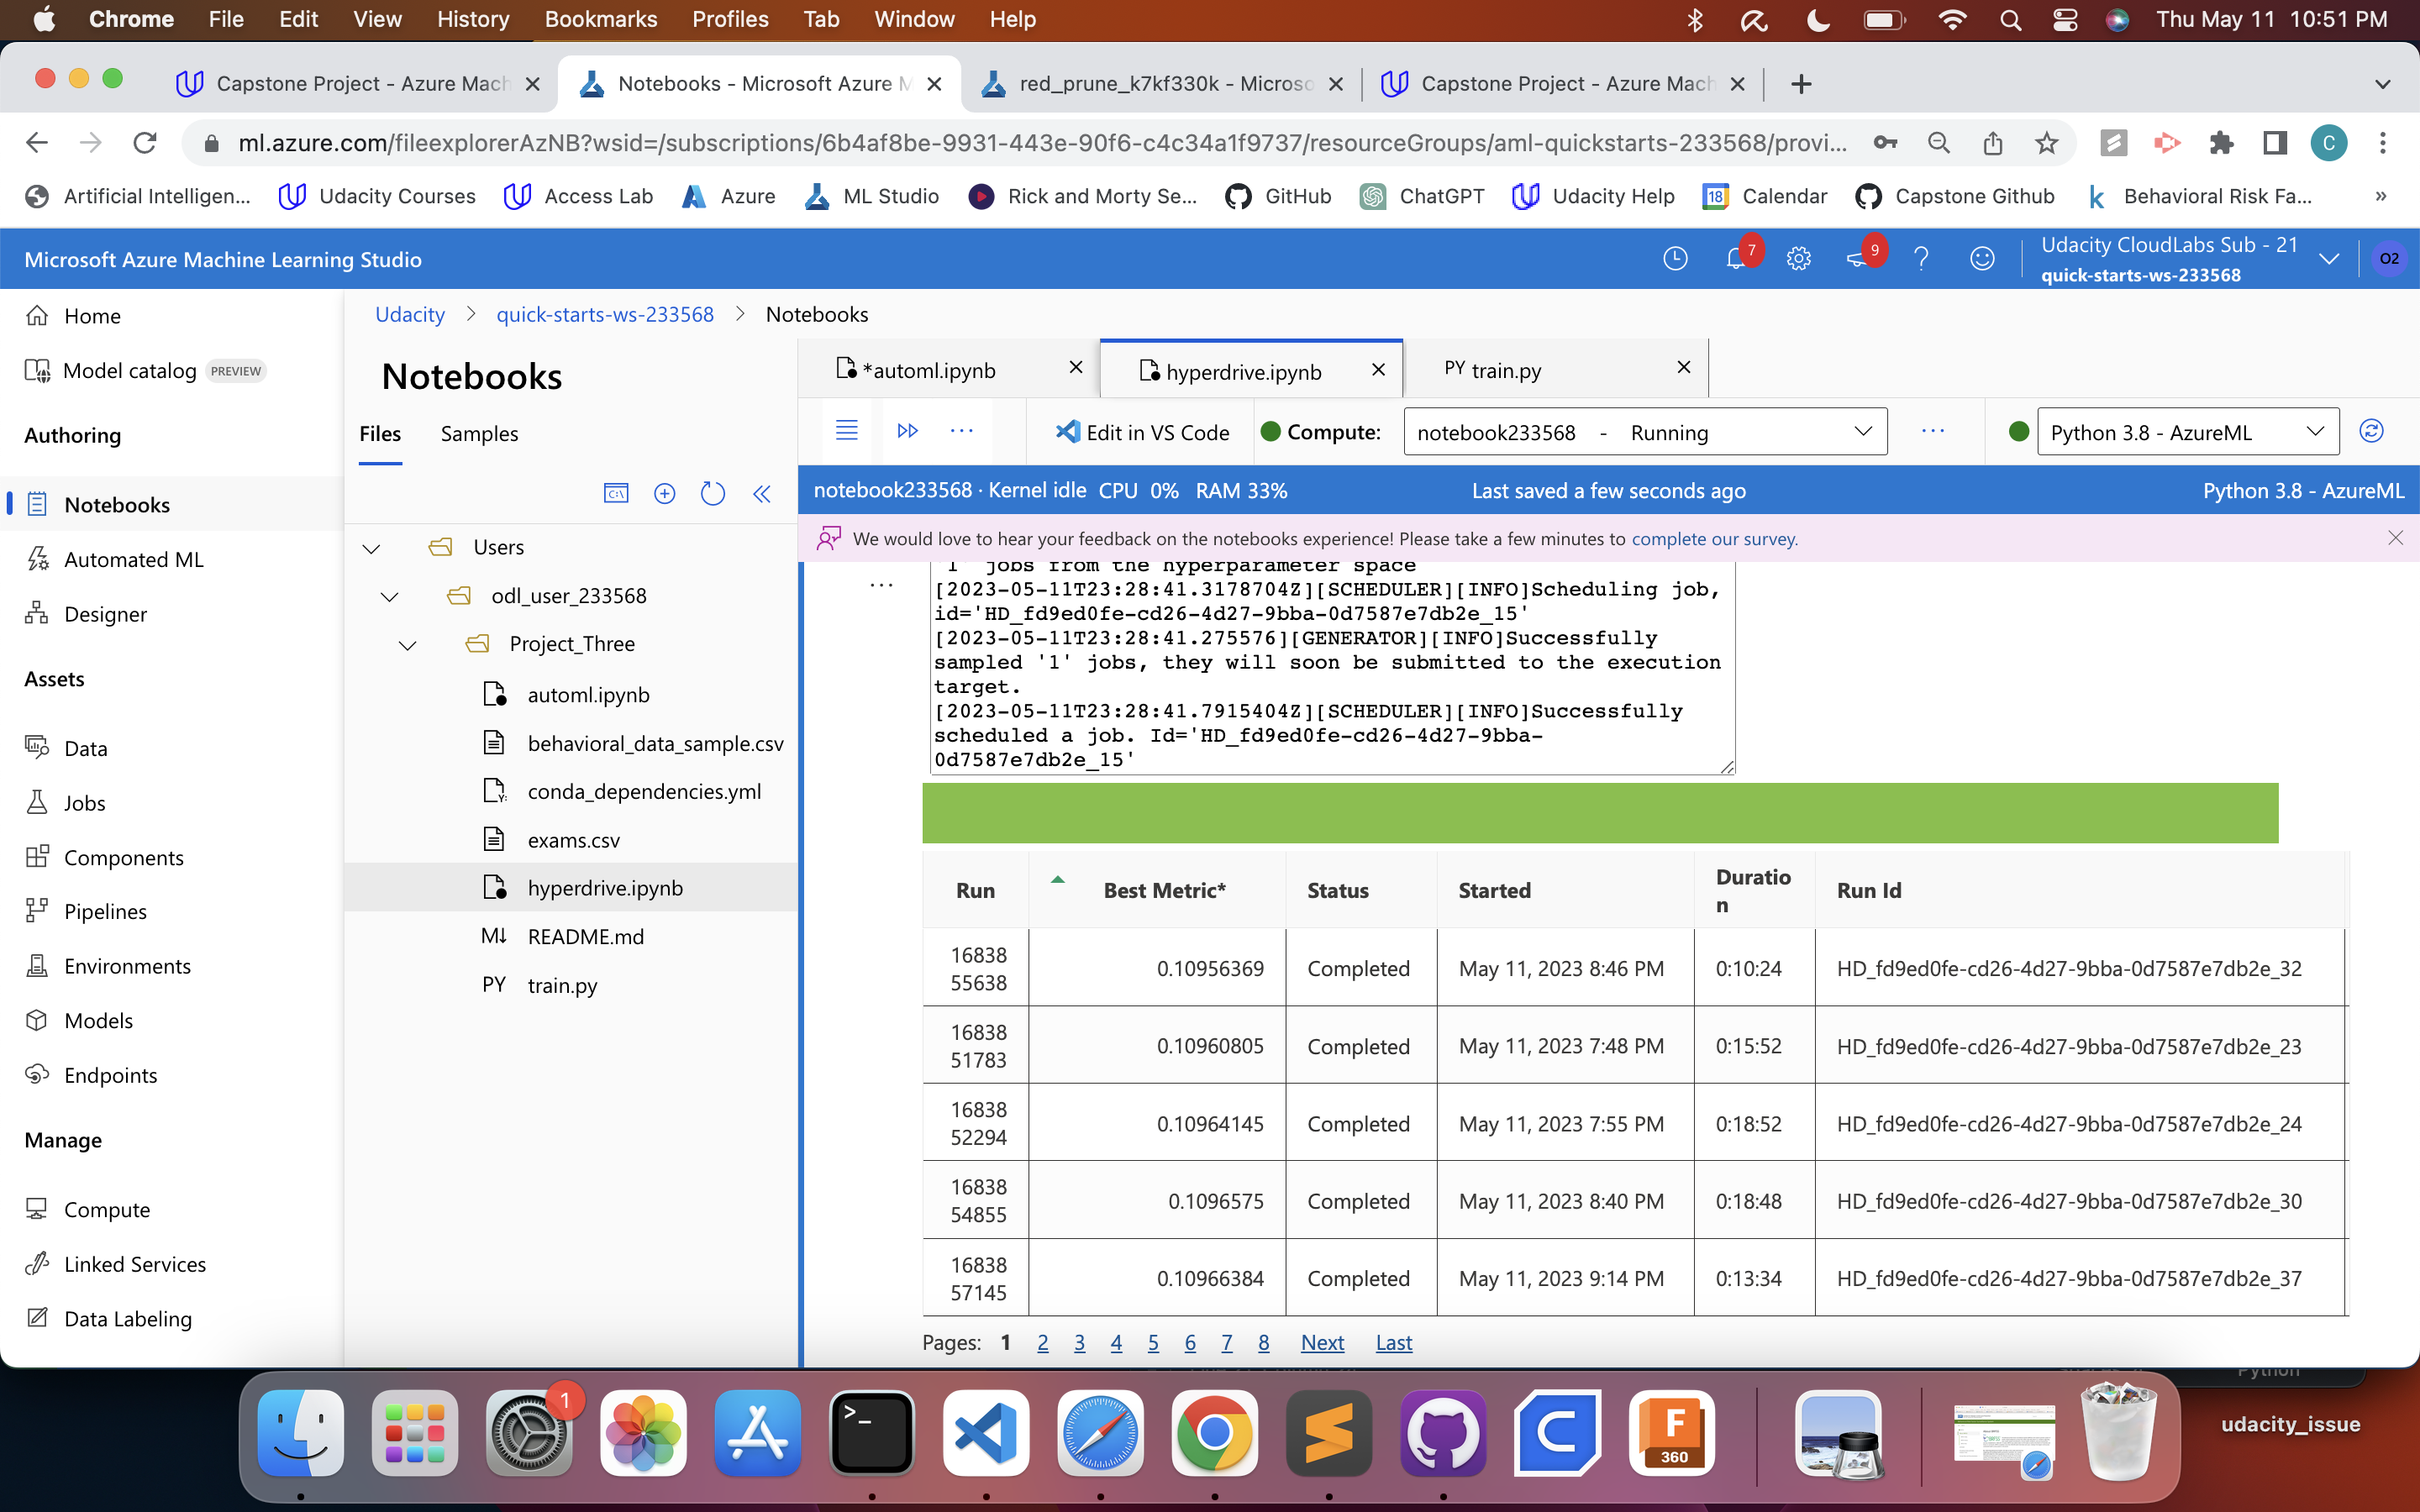 Chrome File Edit View History Bookmarks Profiles Tab Window Help Thu May 11 10:51 PM
Capstone Project - Azure Mach Notebooks - Microsoft Azure M red_prune_k7kf330k - Microso Capstone Project - Azure Mach
ml.azure.com/fileexplorerAzNB?wsid=/subscriptions/6b4af8be-9931-443e-90f6-c4c34a1f9737/resourceGroups/aml-quickstarts-233568/provi... C
Artificial Intelligen... Udacity Courses Access Lab Azure ML Studio Rick and Morty Se... GitHub ChatGPT Udacity Help 18 Calendar Capstone Github k Behavioral Risk Fa... »
Microsoft Azure Machine Learning Studio 7 9 Udacity CloudLabs Sub - 21 O2
quick-starts-ws-233568
Home
Model catalog PREVIEW
Authoring
Notebooks
Automated ML
Designer
Assets
Data
Jobs
Components
Pipelines
Environments
Models
Endpoints
Manage
Compute
Linked Services
Data Labeling
Udacity > quick-starts-ws-233568 > Notebooks
Notebooks
Files Samples
Users
odl_user_233568
Project_Three
automl.ipynb
behavioral_data_sample.csv
conda_dependencies.yml
exams.csv
hyperdrive.ipynb
M↓ README.md
PY train.py
*automl.ipynb hyperdrive.ipynb PY train.py
Edit in VS Code Compute: notebook233568 - Running Python 3.8 - AzureML
notebook233568 · Kernel idle CPU 0% RAM 33% Last saved a few seconds ago Python 3.8 - AzureML
We would love to hear your feedback on the notebooks experience! Please take a few minutes to complete our survey.
'1' jobs from the hyperparameter space
[2023-05-11T23:28:41.3178704Z][SCHEDULER][INFO]Scheduling job,
id='HD_fd9ed0fe-cd26-4d27-9bba-0d7587e7db2e_15'
[2023-05-11T23:28:41.275576][GENERATOR][INFO]Successfully
sampled '1' jobs, they will soon be submitted to the execution
target.
[2023-05-11T23:28:41.7915404Z][SCHEDULER][INFO]Successfully
scheduled a job. Id='HD_fd9ed0fe-cd26-4d27-9bba-
0d7587e7db2e_15'
Run Best Metric* Status Started Duratio
n Run Id
16838
55638 0.10956369 Completed May 11, 2023 8:46 PM 0:10:24 HD_fd9ed0fe-cd26-4d27-9bba-0d7587e7db2e_32
16838
51783 0.10960805 Completed May 11, 2023 7:48 PM 0:15:52 HD_fd9ed0fe-cd26-4d27-9bba-0d7587e7db2e_23
16838
52294 0.10964145 Completed May 11, 2023 7:55 PM 0:18:52 HD_fd9ed0fe-cd26-4d27-9bba-0d7587e7db2e_24
16838
54855 0.1096575 Completed May 11, 2023 8:40 PM 0:18:48 HD_fd9ed0fe-cd26-4d27-9bba-0d7587e7db2e_30
16838
57145 0.10966384 Completed May 11, 2023 9:14 PM 0:13:34 HD_fd9ed0fe-cd26-4d27-9bba-0d7587e7db2e_37
Pages: 1 2 3 4 5 6 7 8 Next Last
Python
1
F
360
udacity_issue